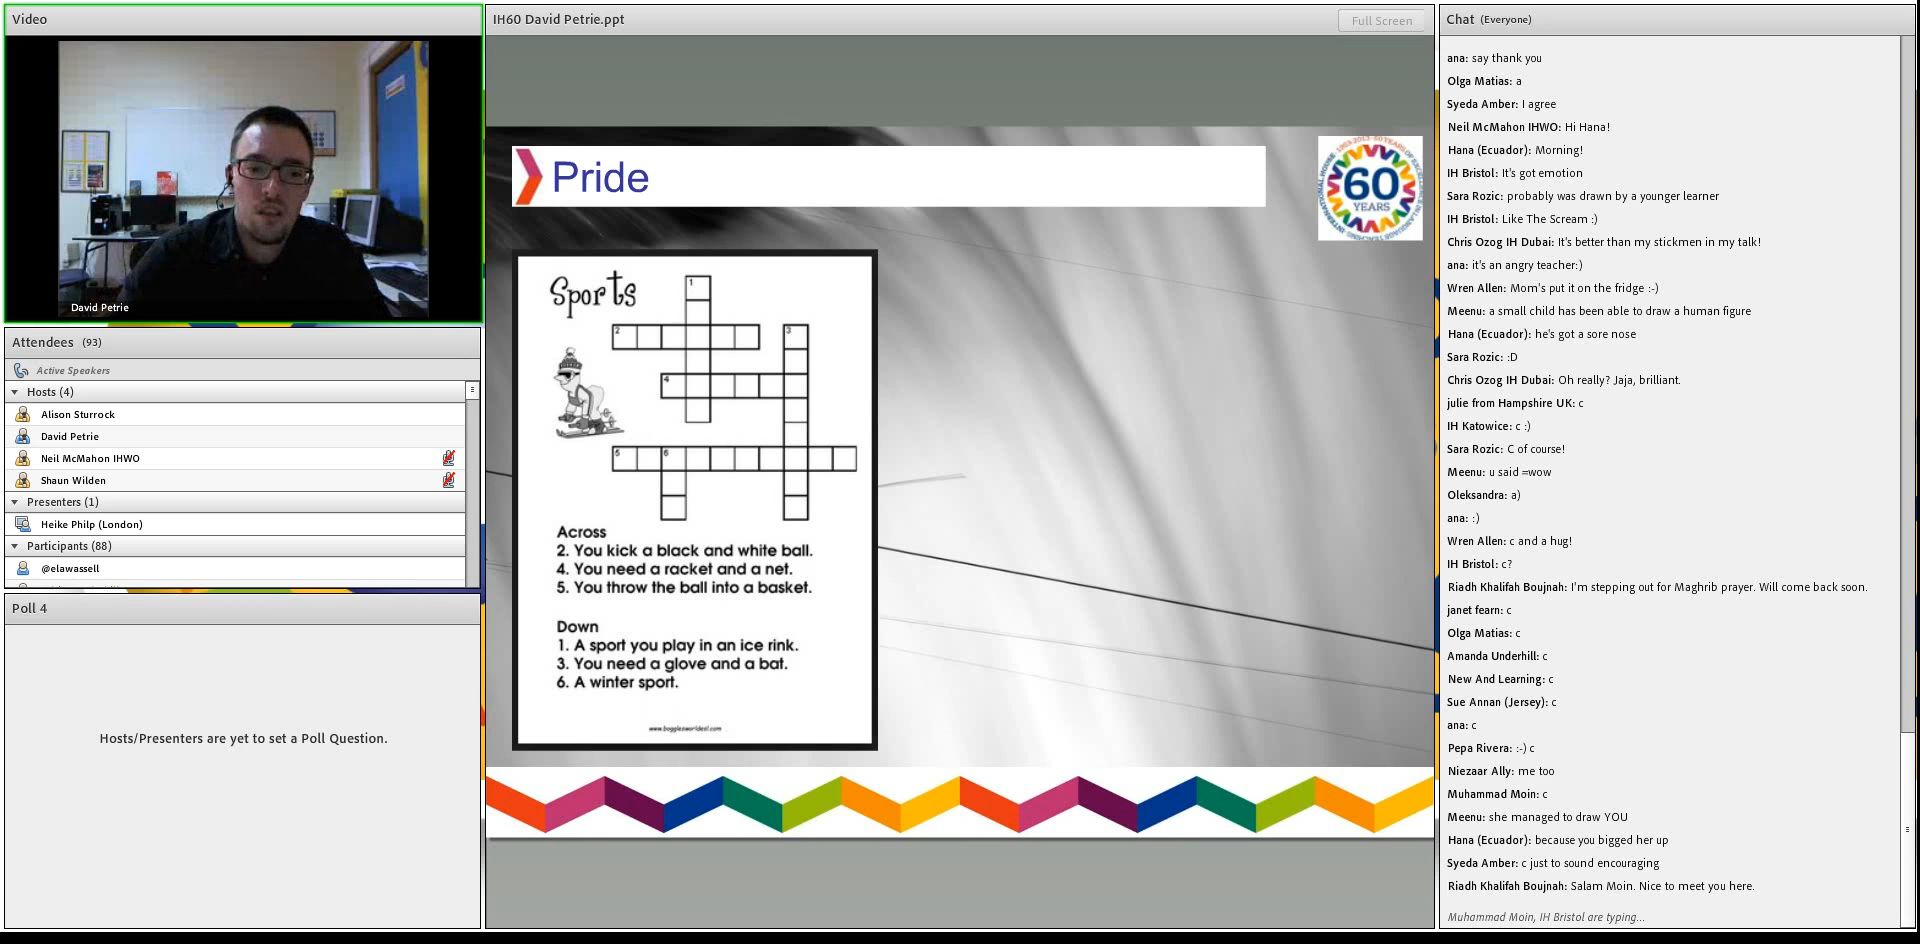 Video
David Petrie
Attendees (93)
Active Speakers
Hosts (4)
Alison Sturrock
David Petrie
Neil McMahon IHWO
Shaun Wilden
Presenters (1)
Heike Philp (London)
Participants (88)
@elawassell
Poll 4
Hosts/Presenters are yet to set a Poll Question.
IH60 David Petrie.ppt
Full Screen
Pride
60
YEARS
Sports
1
2
3
4
5
6
Across
2. You kick a black and white ball.
4. You need a racket and a net.
5. You throw the ball into a basket.
Down
1. A sport you play in an ice rink.
3. You need a glove and a bat.
6. A winter sport.
www.bogglesworldesl.com
Chat (Everyone)
ana: say thank you
Olga Matias: a
Syeda Amber: I agree
Neil McMahon IHWO: Hi Hana!
Hana (Ecuador): Morning!
IH Bristol: It's got emotion
Sara Rozic: probably was drawn by a younger learner
IH Bristol: Like The Scream :)
Chris Ozog IH Dubai: It's better than my stickmen in my talk!
ana: it's an angry teacher:)
Wren Allen: Mom's put it on the fridge :-)
Meenu: a small child has been able to draw a human figure
Hana (Ecuador): he's got a sore nose
Sara Rozic: :D
Chris Ozog IH Dubai: Oh really? Jaja, brilliant.
julie from Hampshire UK: c
IH Katowice: c :)
Sara Rozic: C of course!
Meenu: u said =wow
Oleksandra: a)
ana: :)
Wren Allen: c and a hug!
IH Bristol: c?
Riadh Khalifah Boujnah: I'm stepping out for Maghrib prayer. Will come back soon.
janet fearn: c
Olga Matias: c
Amanda Underhill: c
New And Learning: c
Sue Annan (Jersey): c
ana: c
Pepa Rivera: :-) c
Niezaar Ally: me too
Muhammad Moin: c
Meenu: she managed to draw YOU
Hana (Ecuador): because you bigged her up
Syeda Amber: c just to sound encouraging
Riadh Khalifah Boujnah: Salam Moin. Nice to meet you here.
Muhammad Moin, IH Bristol are typing...